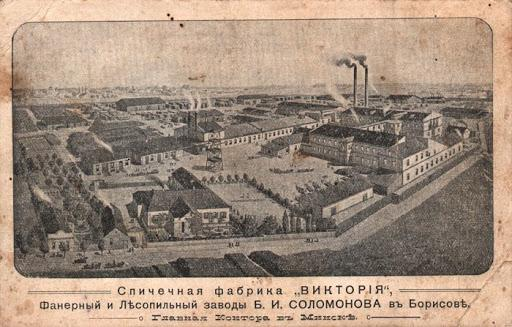 Спичечная фабрика „ВИКТОРІЯ",
Фанерный и Лѣсопильный заводы Б. И. СОЛОМОНОВА въ Борисовѣ,
Главная Контора въ Минскѣ.